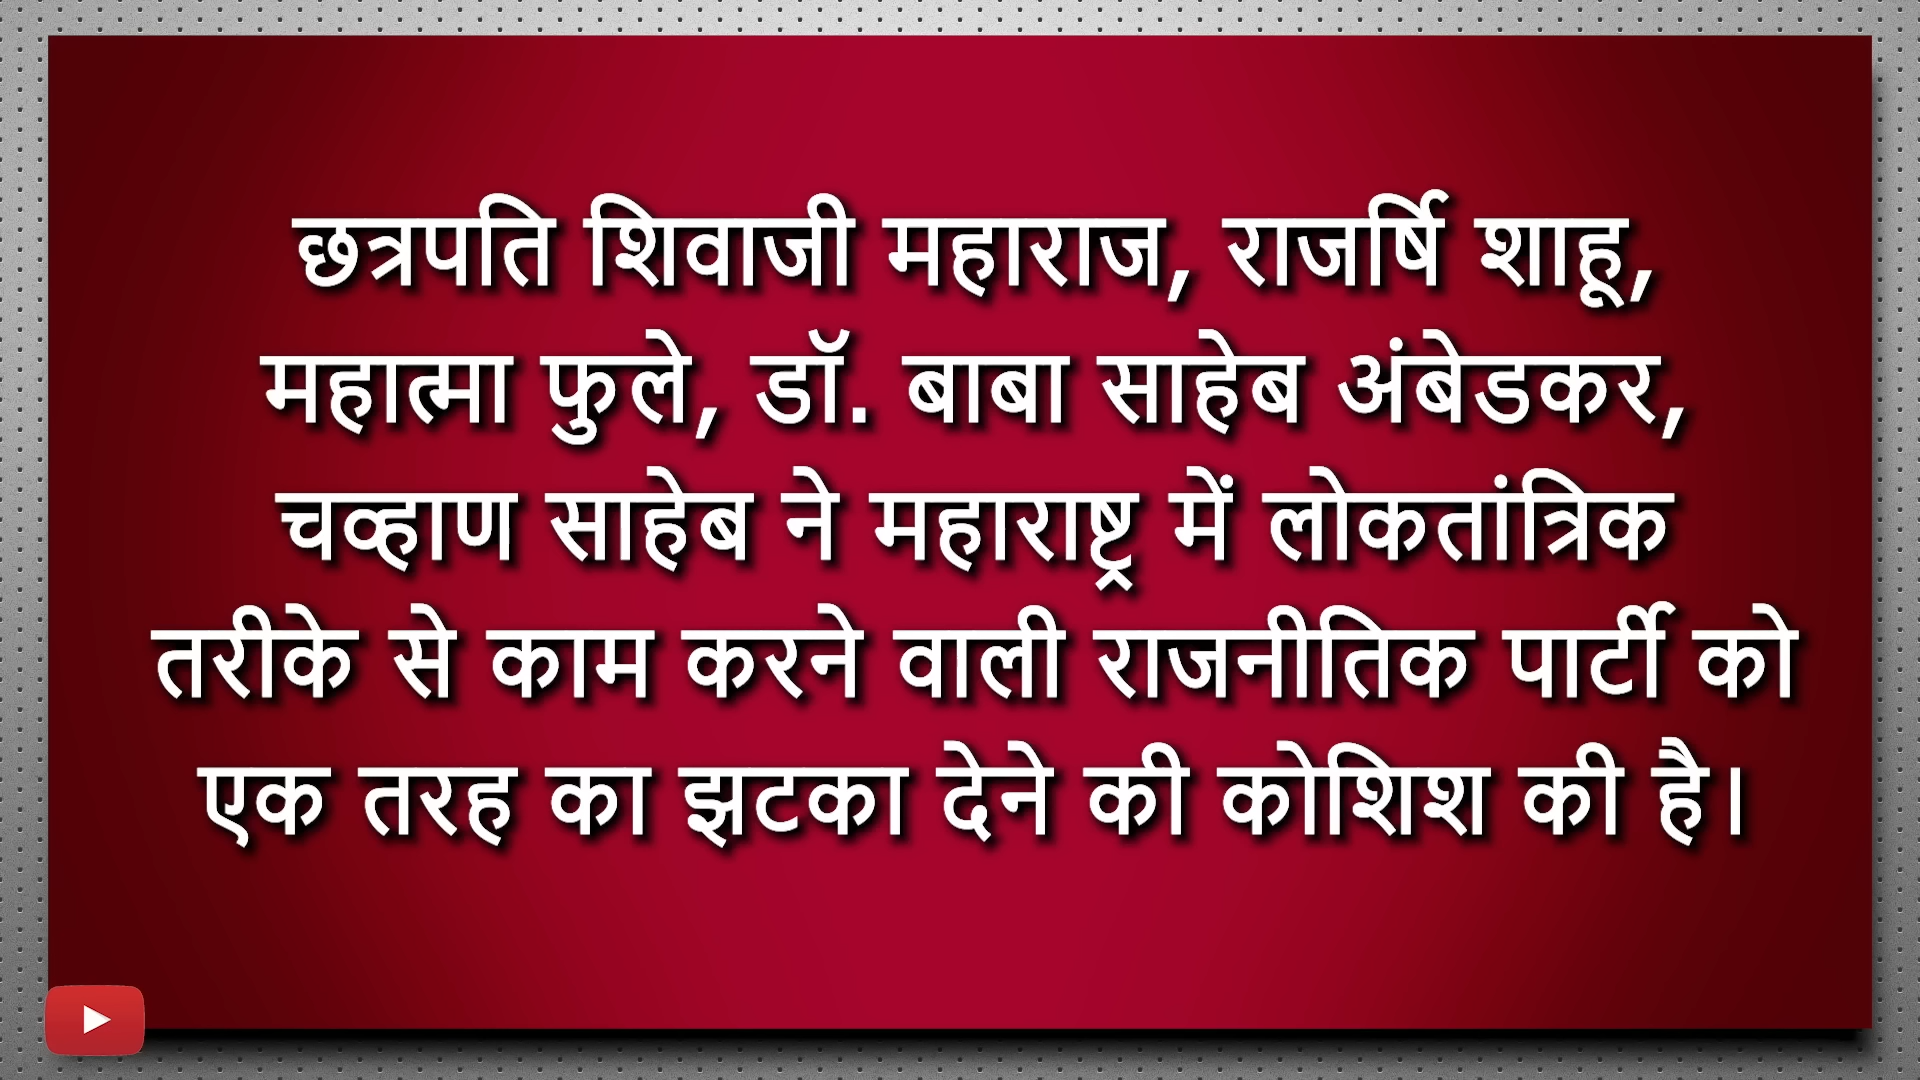 छत्रपति शिवाजी महाराज, राजर्षि शाहू,
महात्मा फुले, डॉ. बाबा साहेब अंबेडकर,
चव्हाण साहेब ने महाराष्ट्र में लोकतांत्रिक
तरीके से काम करने वाली राजनीतिक पार्टी को
एक तरह का झटका देने की कोशिश की है।